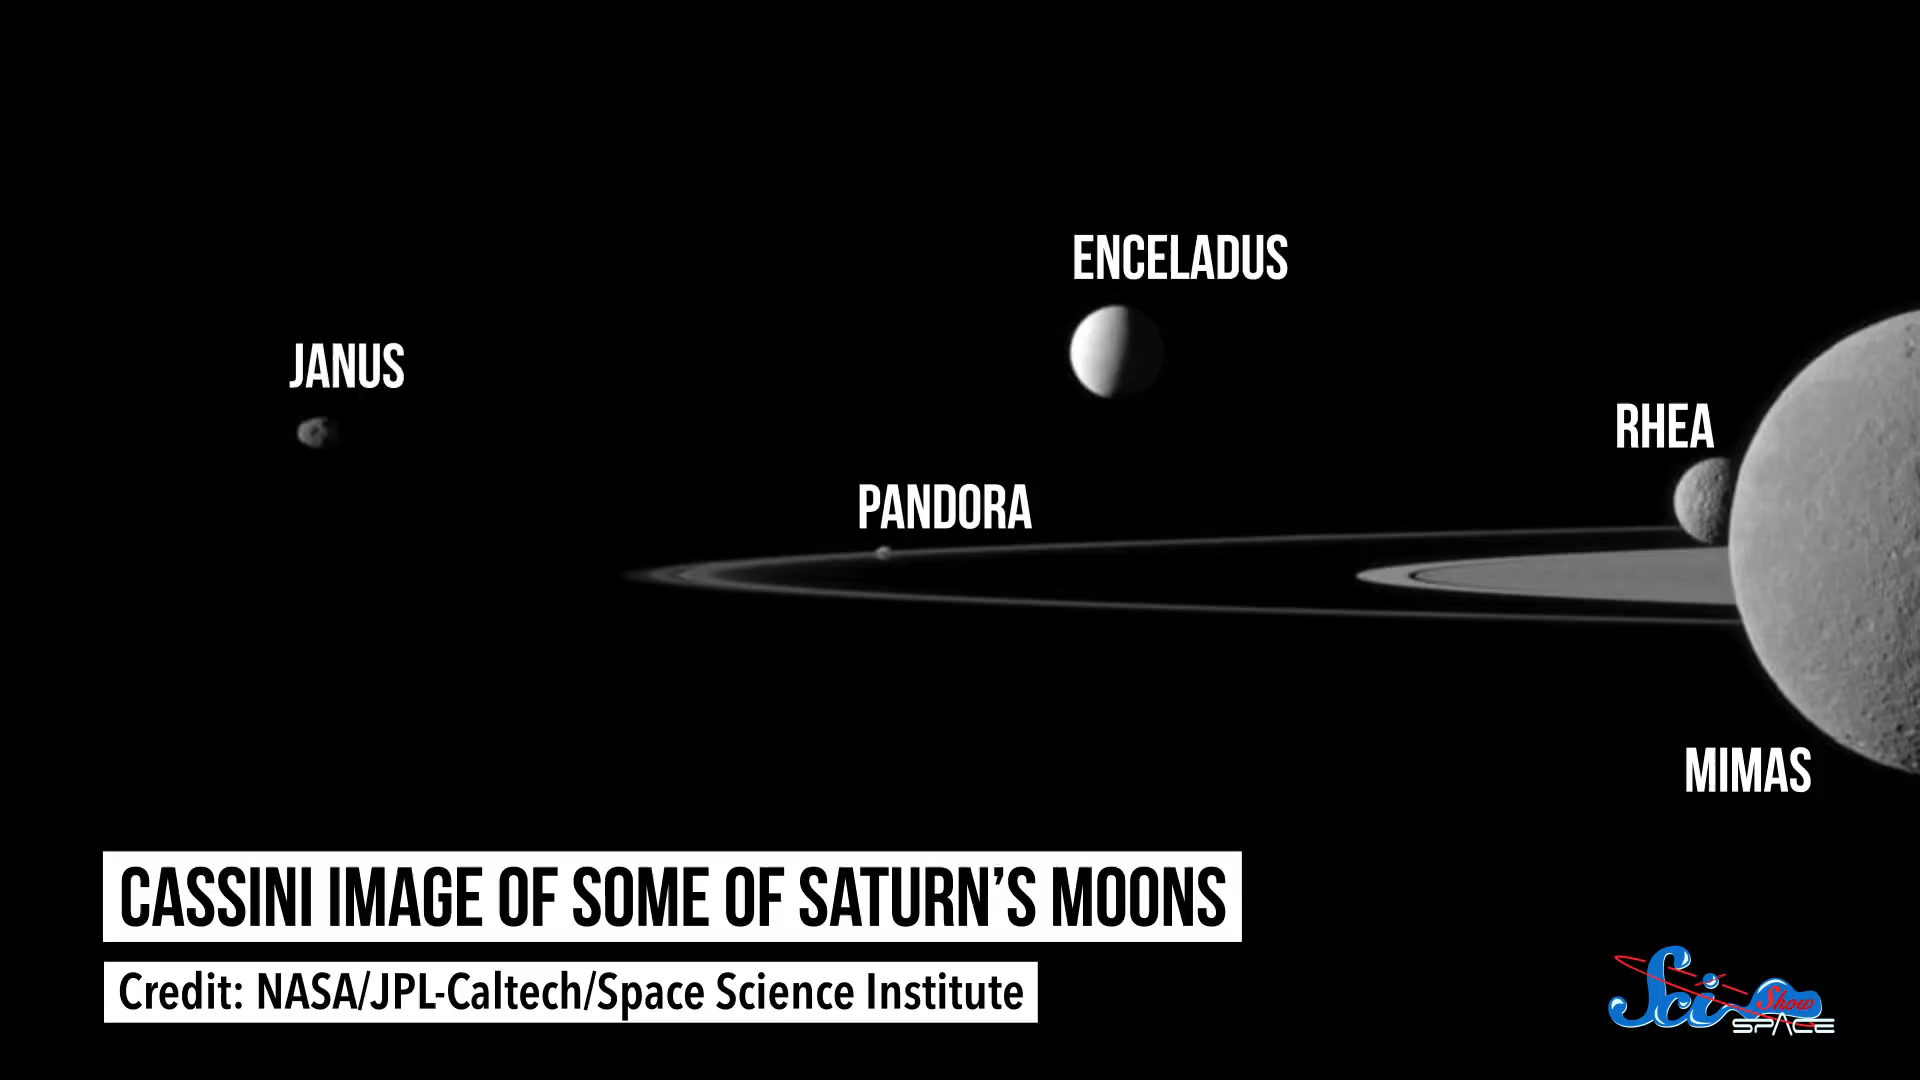 ENCELADUS
JANUS
RHEA
PANDORA
MIMAS
CASSINI IMAGE OF SOME OF SATURN'S MOONS
Credit: NASA/JPL-Caltech/Space Science Institute
Sci Show
SPACE